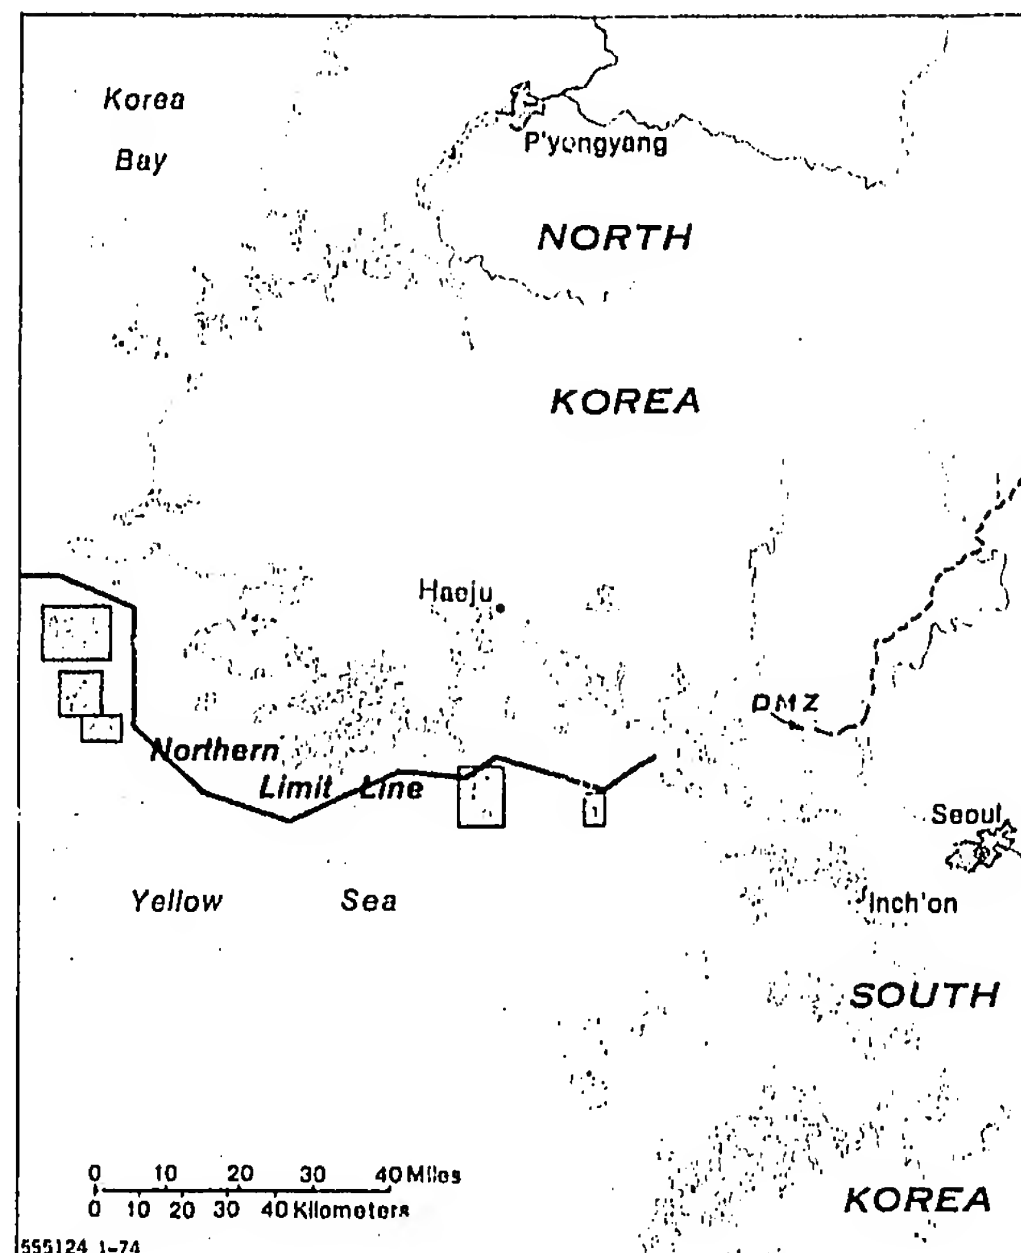 Korea
Bay
P'yongyang
NORTH
KOREA
Haeju
DMZ
Northern
Limit Line
Seoul
Yellow Sea
Inch'on
SOUTH
KOREA
0 10 20 30 40 Miles
0 10 20 30 40 Kilometers
555124 1-74